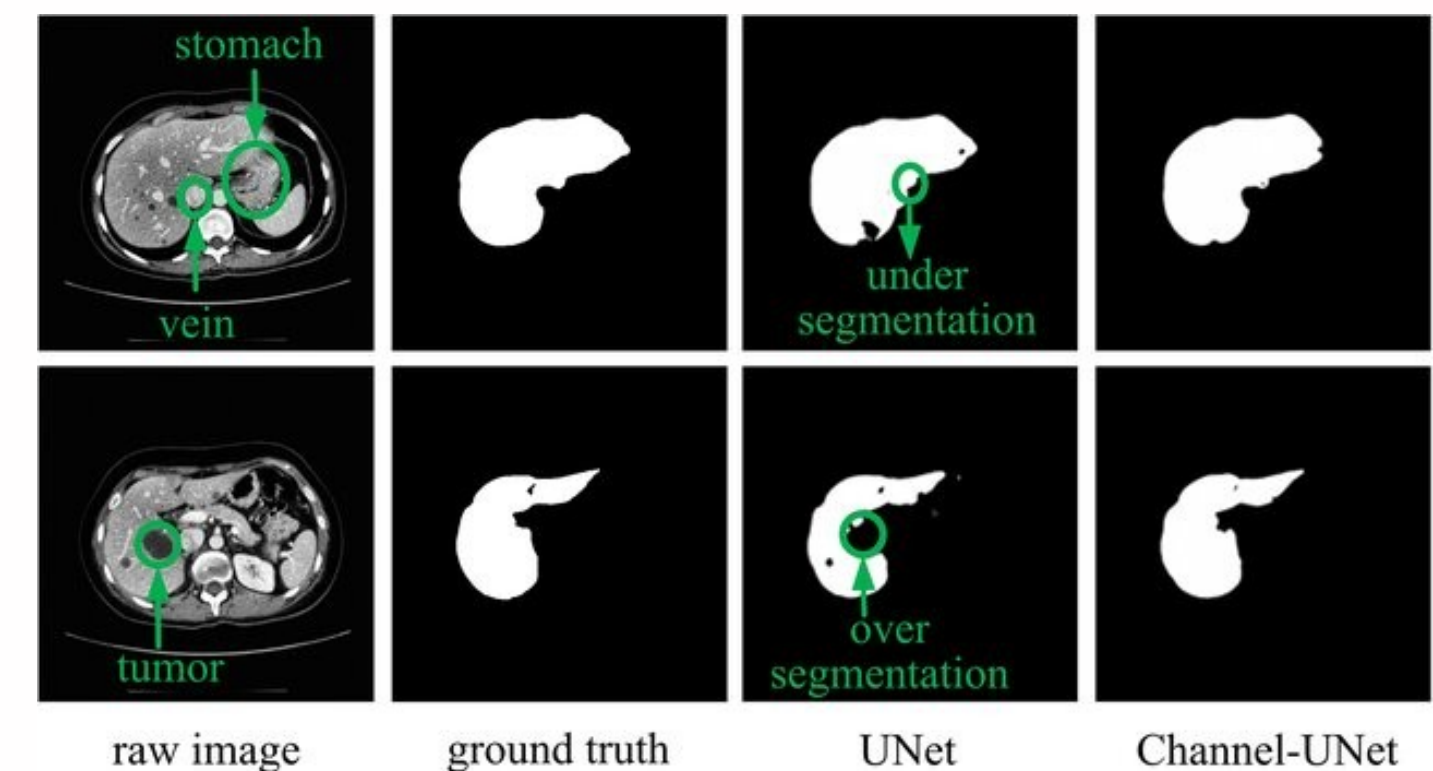 stomach
vein
under
segmentation
tumor
over
segmentation
raw image
ground truth
UNet
Channel-UNet